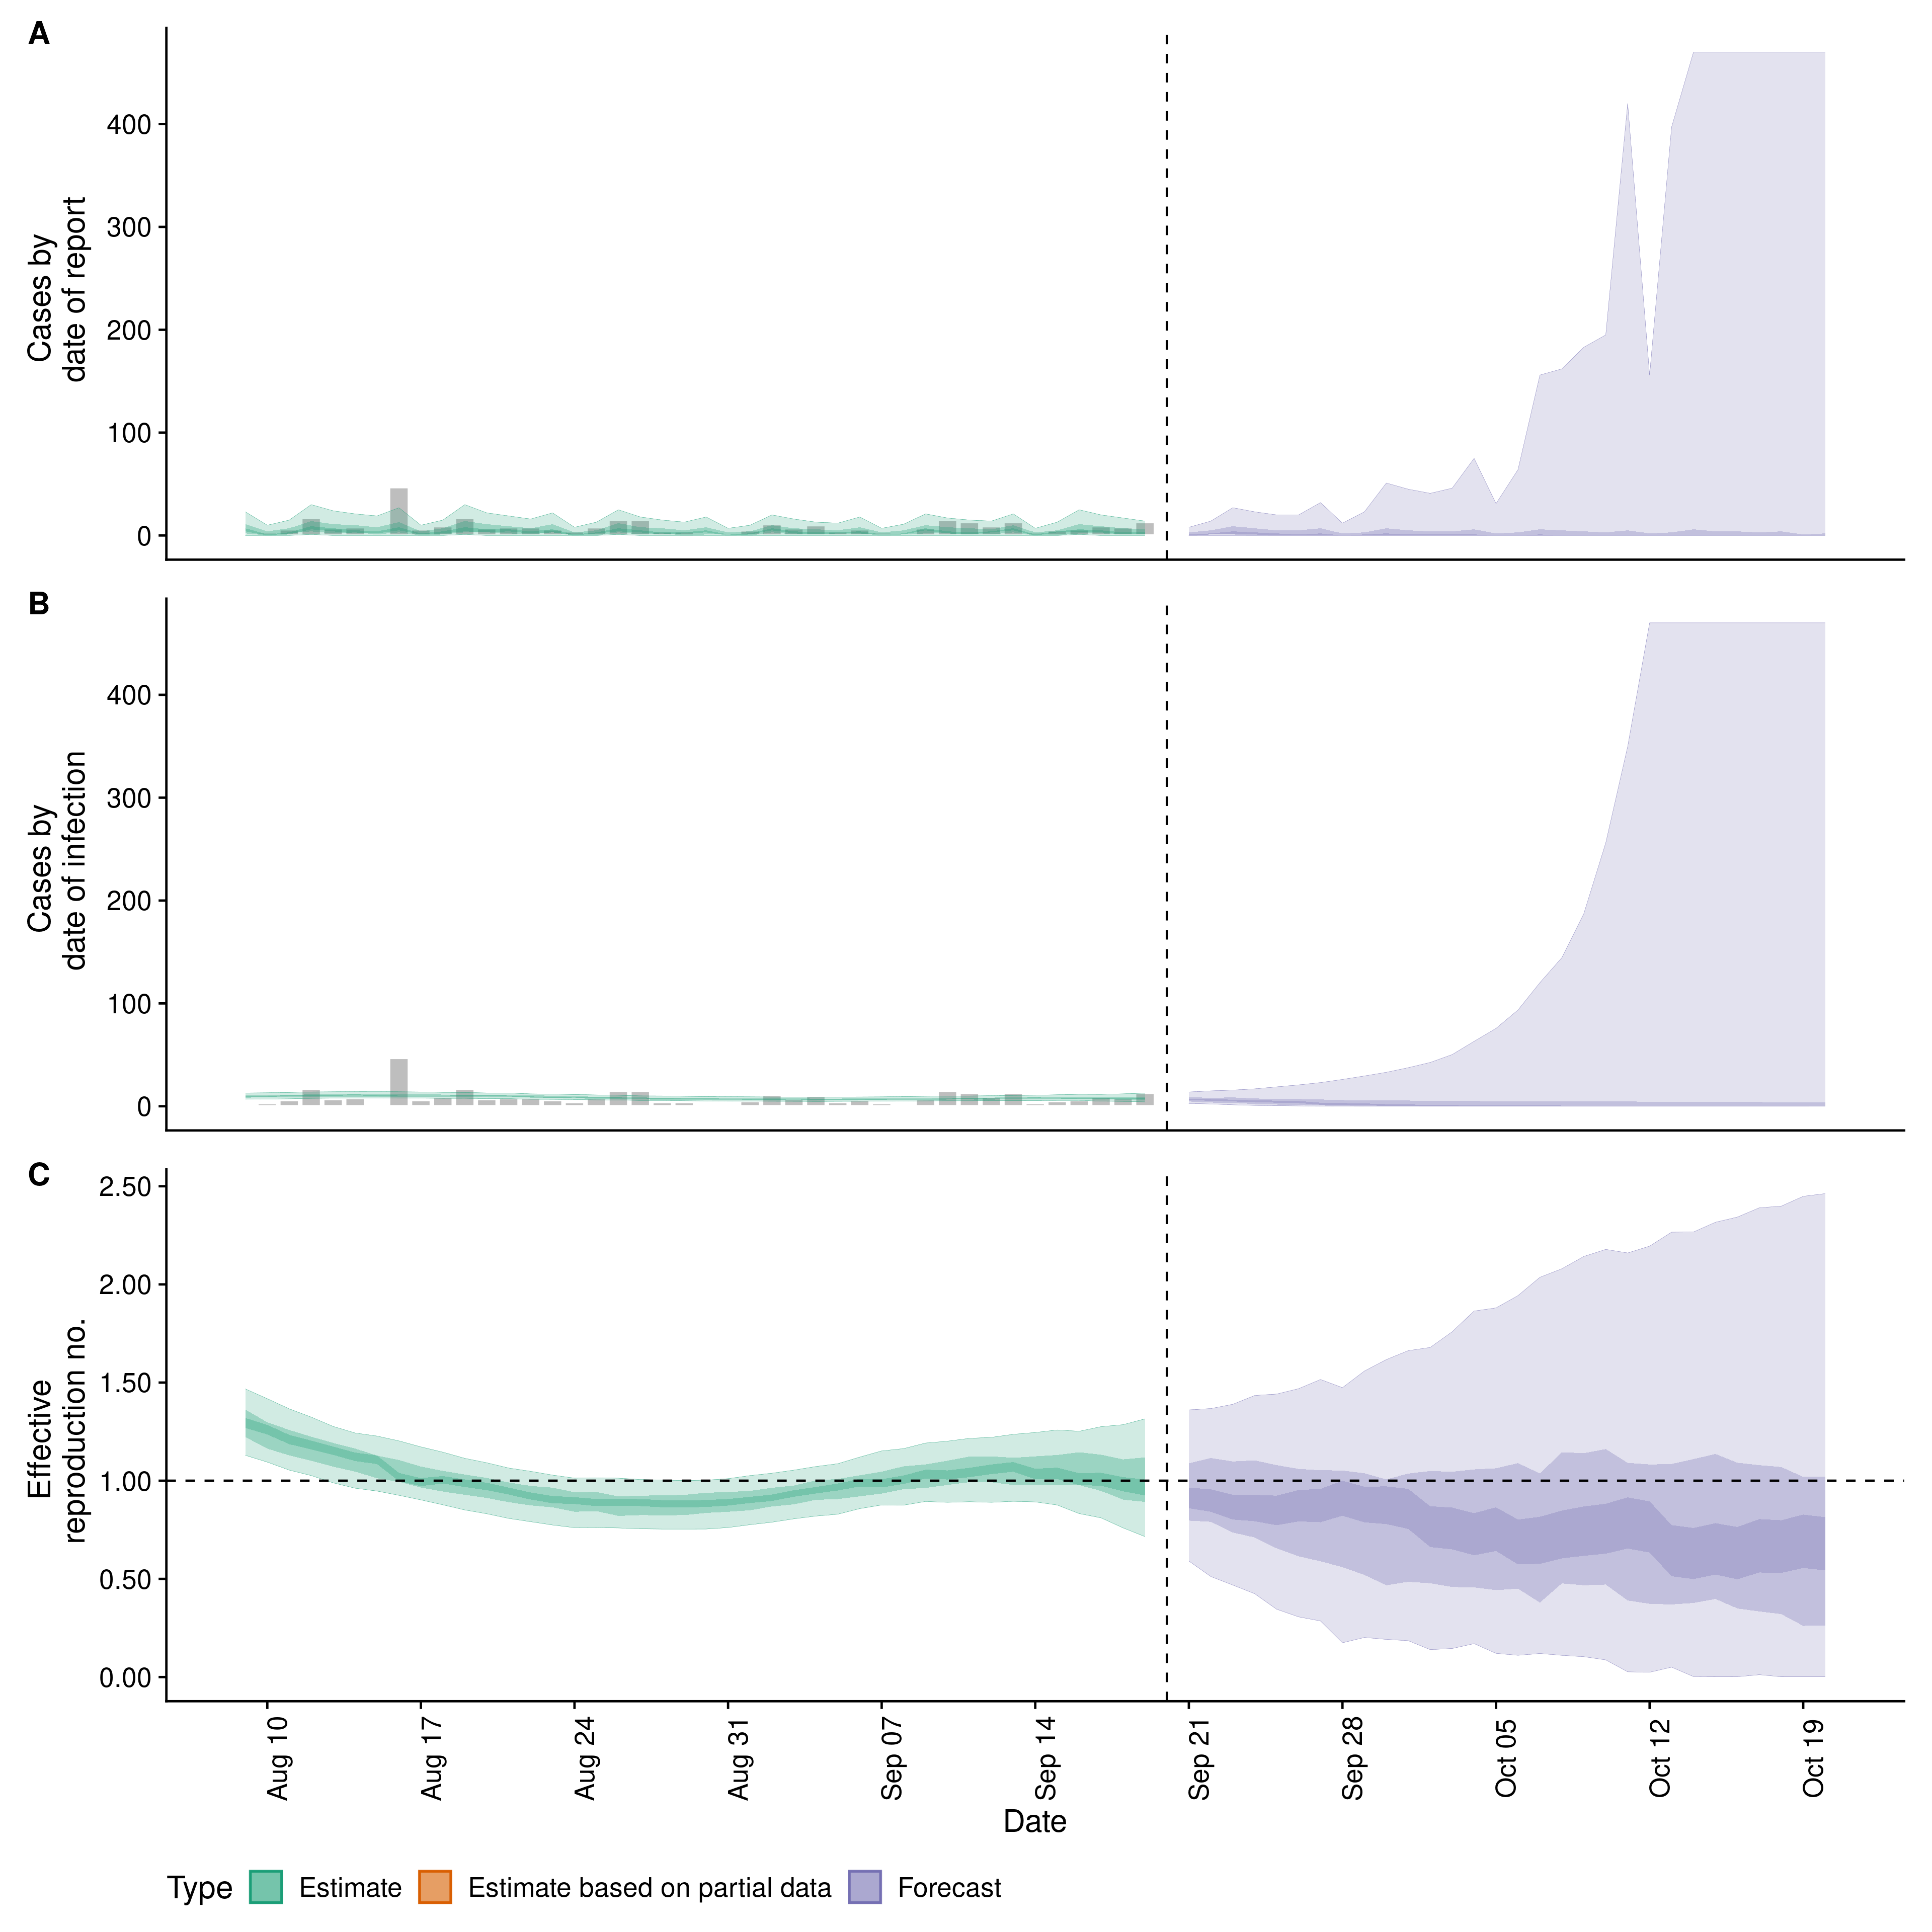 A
Cases by
date of report
400
300
200
100
0
B
Cases by
date of infection
400
300
200
100
0
C
Effective
reproduction no.
2.50
2.00
1.50
1.00
0.50
0.00
Aug 10
Aug 17
Aug 24
Aug 31
Sep 07
Sep 14
Sep 21
Sep 28
Oct 05
Oct 12
Oct 19
Date
Type Estimate Estimate based on partial data Forecast